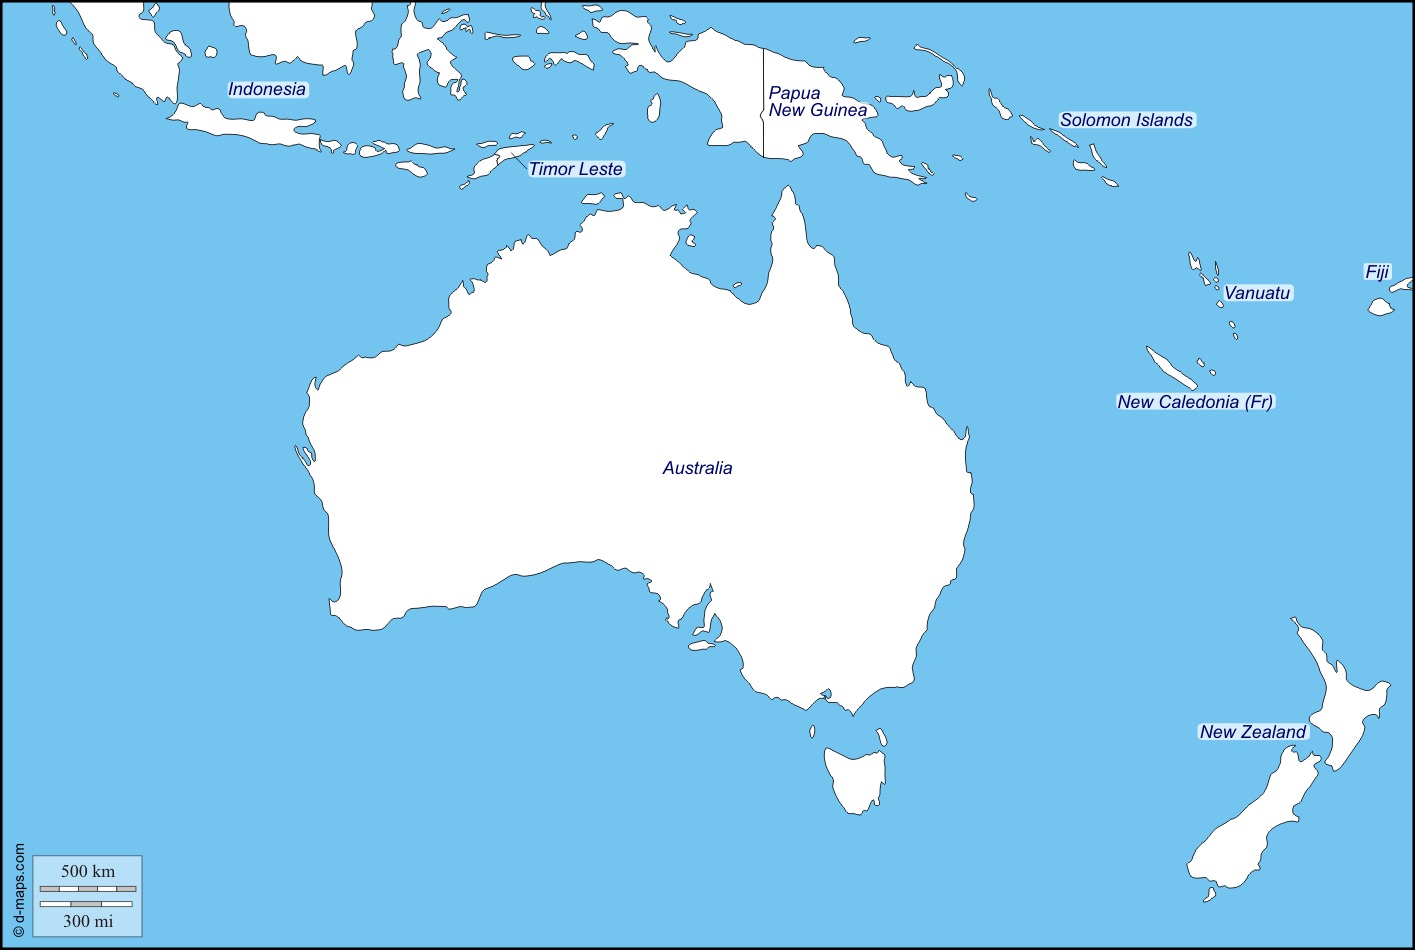 Indonesia
Papua
New Guinea
Solomon Islands
Timor Leste
Fiji
Vanuatu
New Caledonia (Fr)
Australia
New Zealand
500 km
300 mi
© d-maps.com